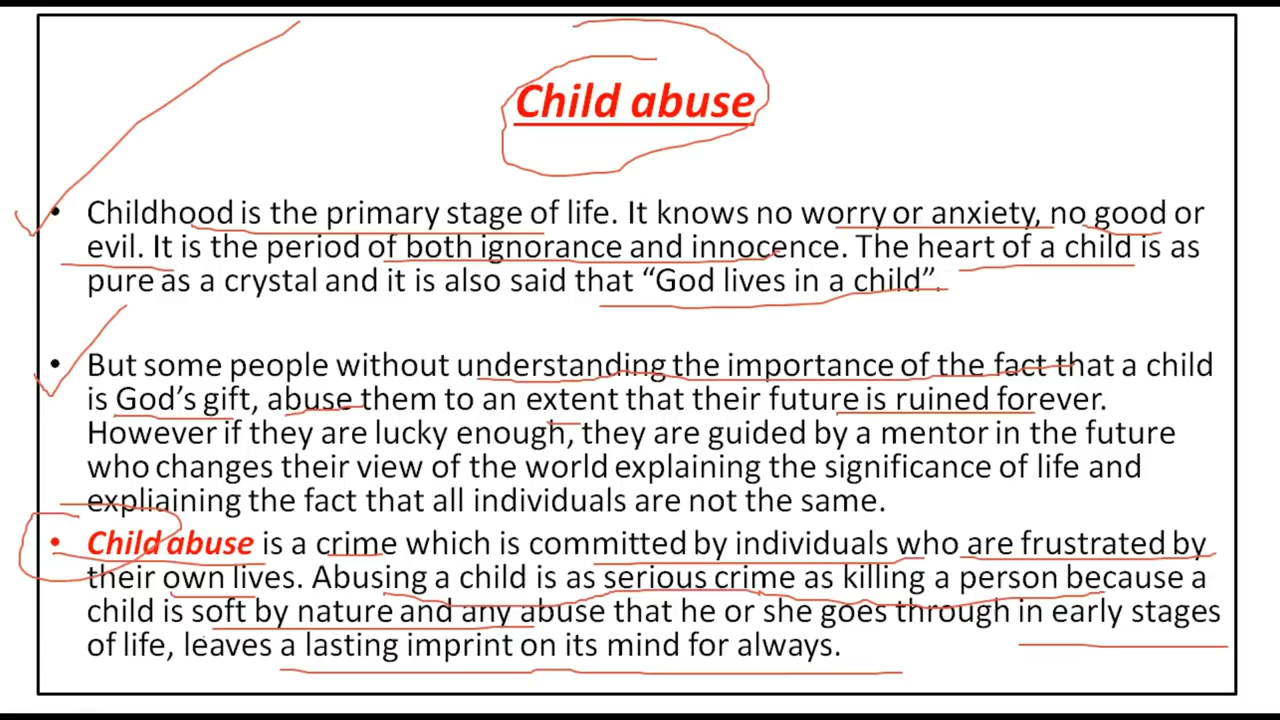 Child abuse
• Childhood is the primary stage of life. It knows no worry or anxiety, no good or
evil. It is the period of both ignorance and innocence. The heart of a child is as
pure as a crystal and it is also said that “God lives in a child”.
• But some people without understanding the importance of the fact that a child
is God’s gift, abuse them to an extent that their future is ruined forever.
However if they are lucky enough, they are guided by a mentor in the future
who changes their view of the world explaining the significance of life and
expliaining the fact that all individuals are not the same.
• Child abuse is a crime which is committed by individuals who are frustrated by
their own lives. Abusing a child is as serious crime as killing a person because a
child is soft by nature and any abuse that he or she goes through in early stages
of life, leaves a lasting imprint on its mind for always.